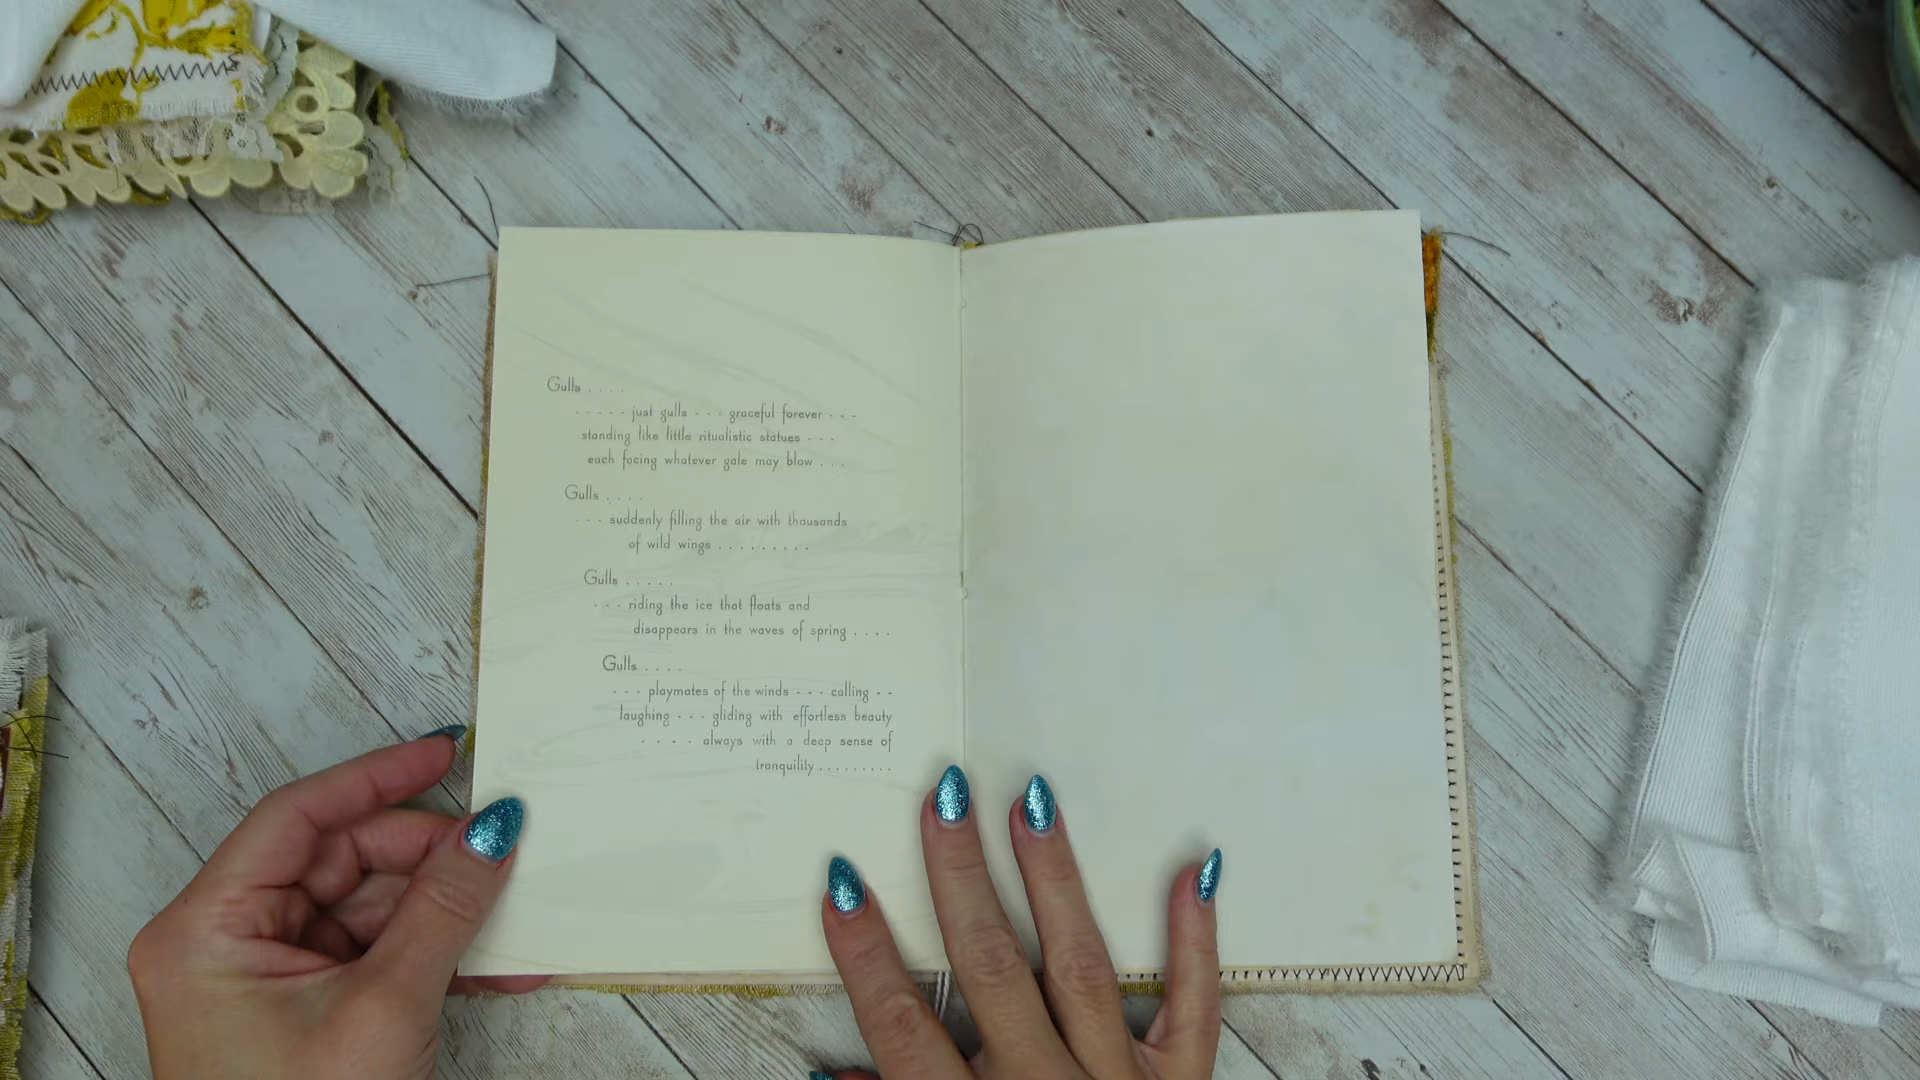 Gulls . . . .
- - - - - just gulls - - - graceful forever - - -
standing like little ritualistic statues - - -
each facing whatever gale may blow . . .
Gulls . . . .
- - - suddenly filling the air with thousands
of wild wings . . . . . . . . .
Gulls . . . . .
- - - riding the ice that floats and
disappears in the waves of spring . . . .
Gulls . . . .
- - - playmates of the winds - - - calling - -
laughing - - - gliding with effortless beauty
- - - - always with a deep sense of
tranquility . . . . . . . . .